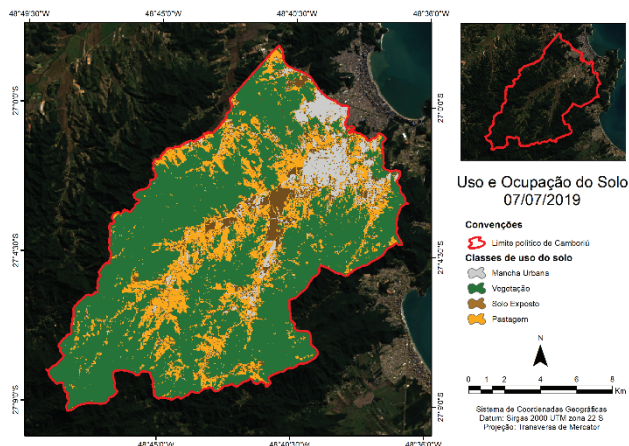 48°49'30"W 48°45'0"W 48°40'30"W 48°36'0"W
27°0'0"S 27°0'0"S
27°4'30"S 27°4'30"S
27°9'0"S 27°9'0"S
48°45'0"W 48°40'30"W 48°36'0"W
Uso e Ocupação do Solo
07/07/2019
Convenções
Limite político de Camboriú
Classes de uso do solo
Mancha Urbana
Vegetação
Solo Exposto
Pastagem
N
0 1 2 4 6 8
Km
Sistema de Coordenadas Geográficas
Datum: Sirgas 2000 UTM zona 22 S
Projeção: Transversa de Mercator